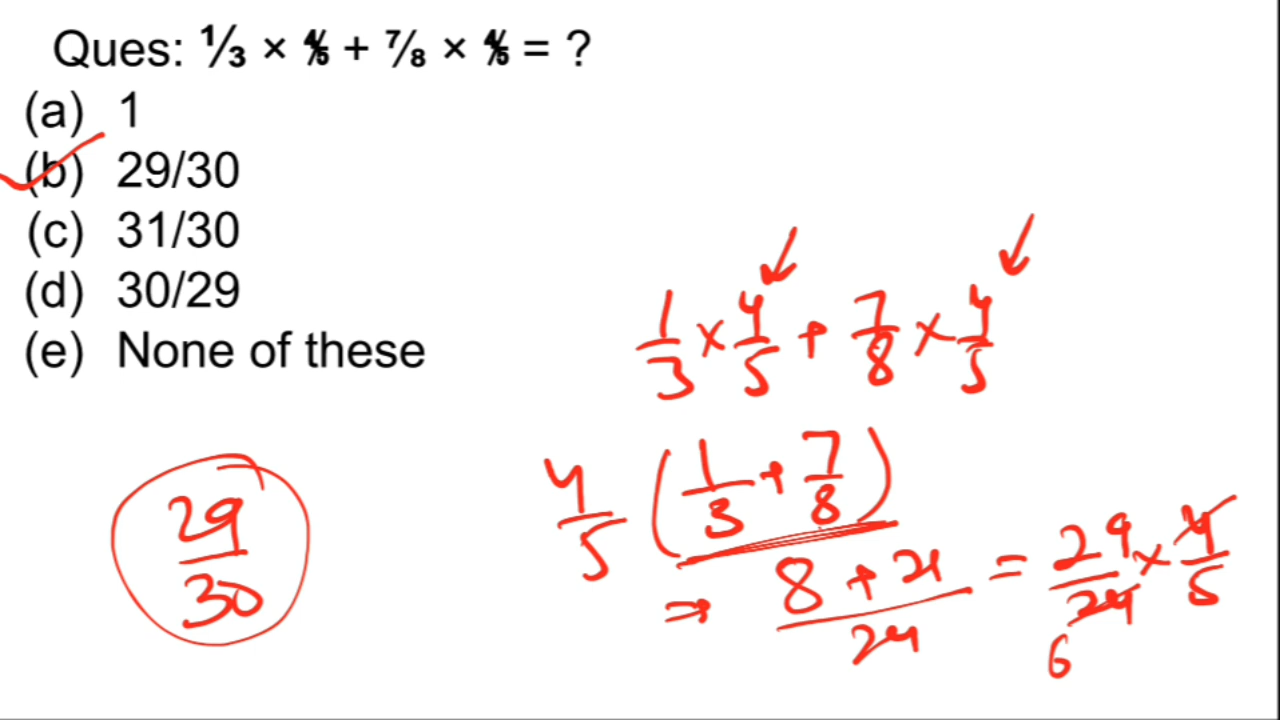 Ques: ⅓ × ⅘ + ⅞ × ⅘ = ?
(a) 1
(b) 29/30
(c) 31/30
(d) 30/29
(e) None of these
1/3 × 4/5 + 7/8 × 4/5
4/5 (1/3 + 7/8)
⇒ 8 + 21/24 = 29/24 × 4/5
6
29/30